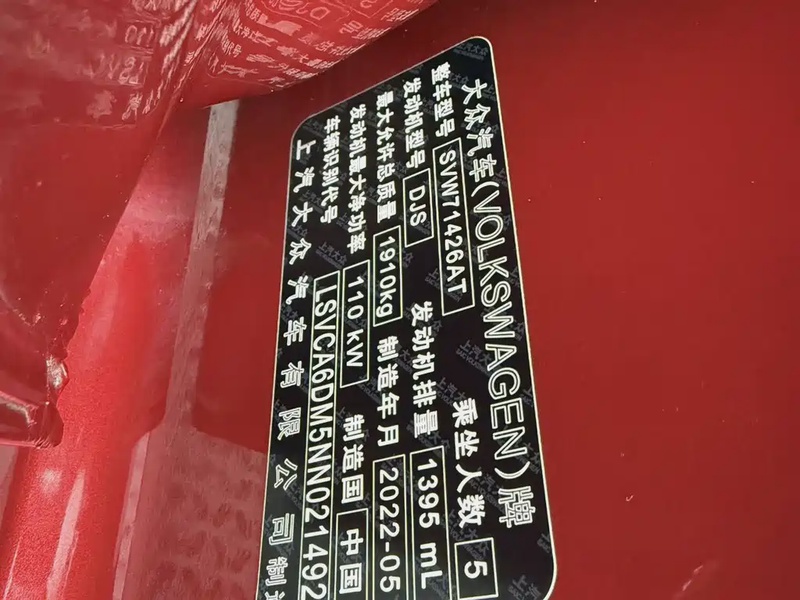 大众汽车(VOLKSWAGEN)牌
整车型号 SVW71426AT 乘坐人数 5
发动机型号 DJS 发动机排量 1395 mL
最大允许总质量 1910kg 制造年月 2022-05
发动机最大净功率 110 kW 制造国 中国
车辆识别代号 LSVCA6DM5NN021492
上汽大众汽车有限公司制